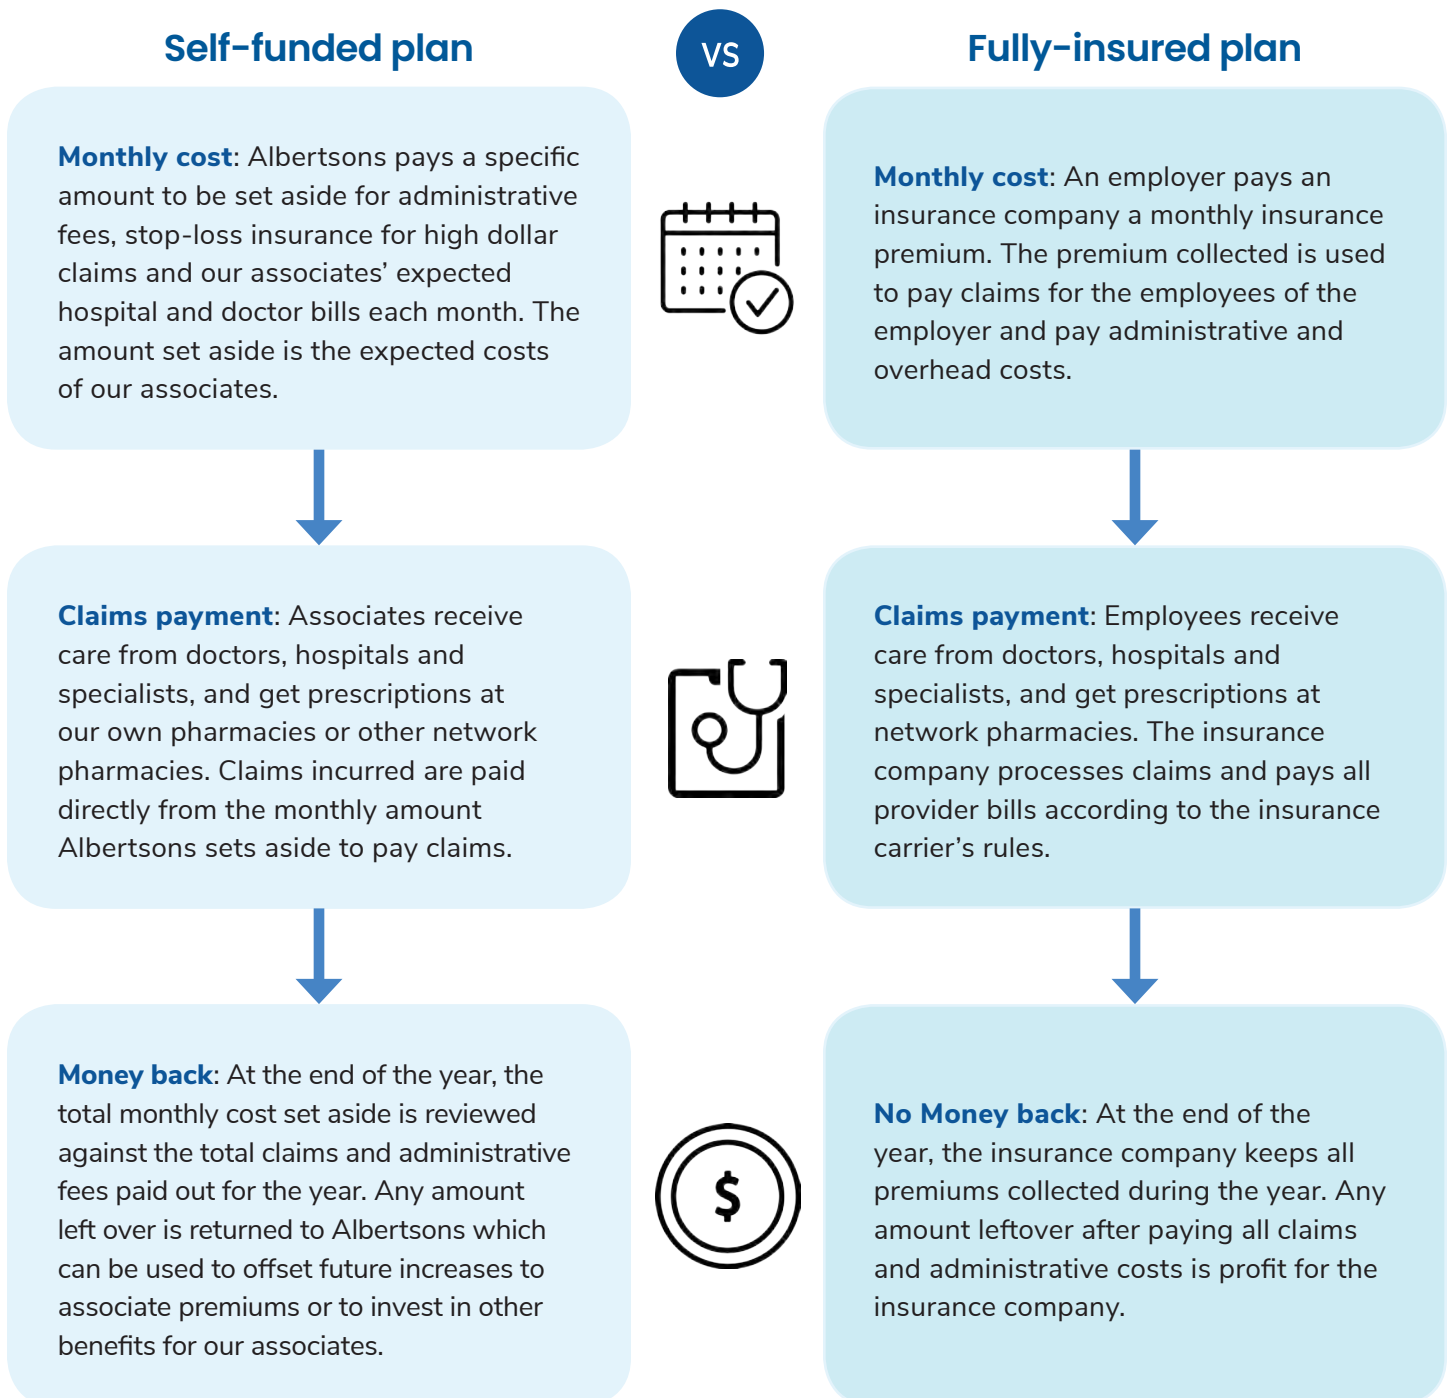 Self-funded plan
VS
Fully-insured plan
Monthly cost: Albertsons pays a specific
amount to be set aside for administrative
fees, stop-loss insurance for high dollar
claims and our associates’ expected
hospital and doctor bills each month. The
amount set aside is the expected costs
of our associates.
Monthly cost: An employer pays an
insurance company a monthly insurance
premium. The premium collected is used
to pay claims for the employees of the
employer and pay administrative and
overhead costs.
Claims payment: Associates receive
care from doctors, hospitals and
specialists, and get prescriptions at
our own pharmacies or other network
pharmacies. Claims incurred are paid
directly from the monthly amount
Albertsons sets aside to pay claims.
Claims payment: Employees receive
care from doctors, hospitals and
specialists, and get prescriptions at
network pharmacies. The insurance
company processes claims and pays all
provider bills according to the insurance
carrier’s rules.
Money back: At the end of the year, the
total monthly cost set aside is reviewed
against the total claims and administrative
fees paid out for the year. Any amount
left over is returned to Albertsons which
can be used to offset future increases to
associate premiums or to invest in other
benefits for our associates.
$
No Money back: At the end of the
year, the insurance company keeps all
premiums collected during the year. Any
amount leftover after paying all claims
and administrative costs is profit for the
insurance company.